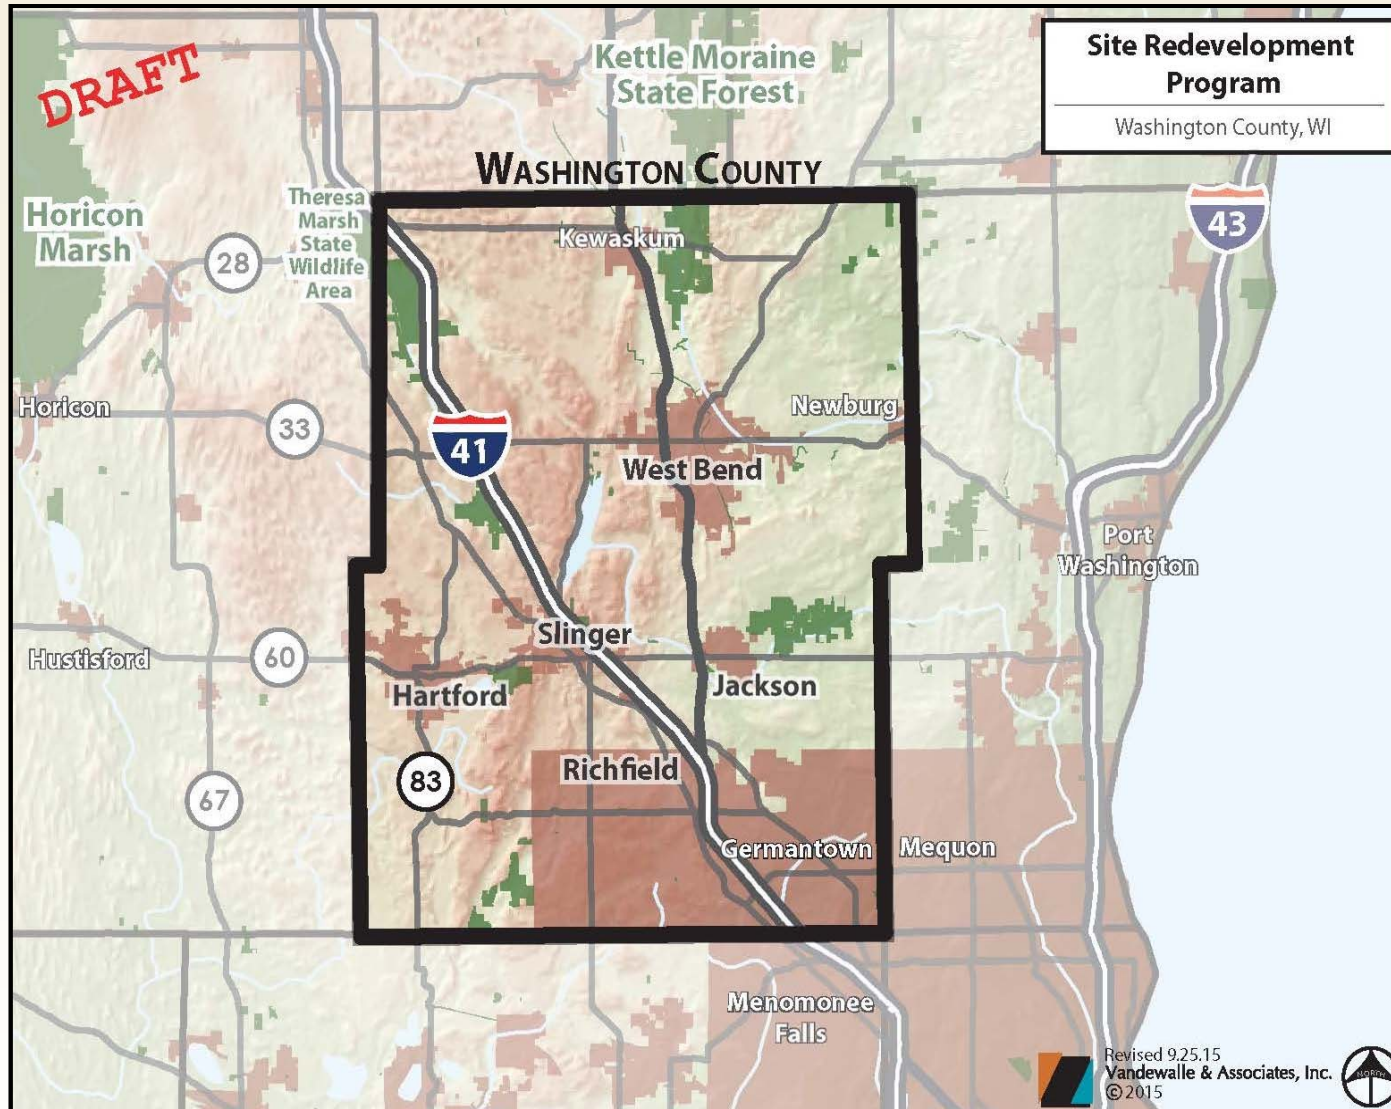 DRAFT
Kettle Moraine
State Forest
Site Redevelopment
Program
Washington County, WI
WASHINGTON COUNTY
Horicon
Marsh
Theresa
Marsh
State
Wildlife
Area
28
Kewaskum
43
Horicon
33
41
Newburg
West Bend
Port
Washington
Hustisford
60
Slinger
Hartford
Jackson
67
83
Richfield
Germantown
Mequon
Menomonee
Falls
Revised 9.25.15
Vandewalle & Associates, Inc.
©2015
NORTH